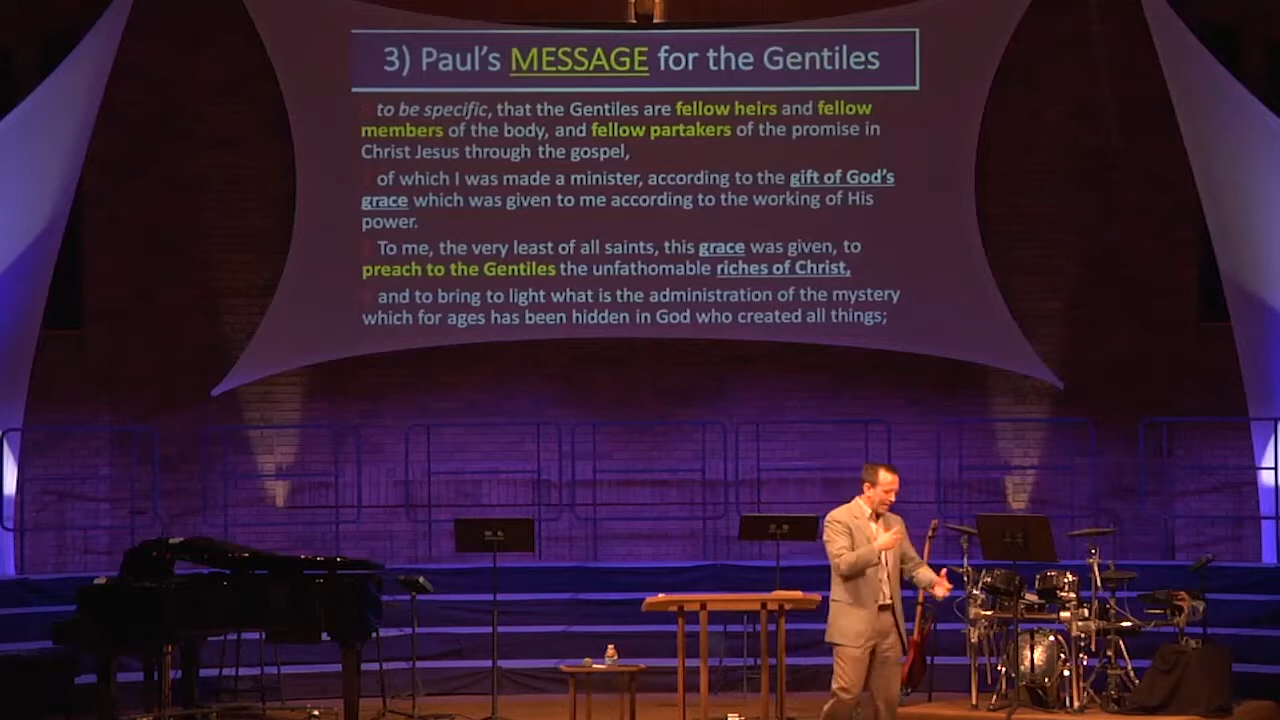 3) Paul's MESSAGE for the Gentiles
to be specific, that the Gentiles are fellow heirs and fellow
members of the body, and fellow partakers of the promise in
Christ Jesus through the gospel,
of which I was made a minister, according to the gift of God's
grace which was given to me according to the working of His
power.
To me, the very least of all saints, this grace was given, to
preach to the Gentiles the unfathomable riches of Christ,
and to bring to light what is the administration of the mystery
which for ages has been hidden in God who created all things;